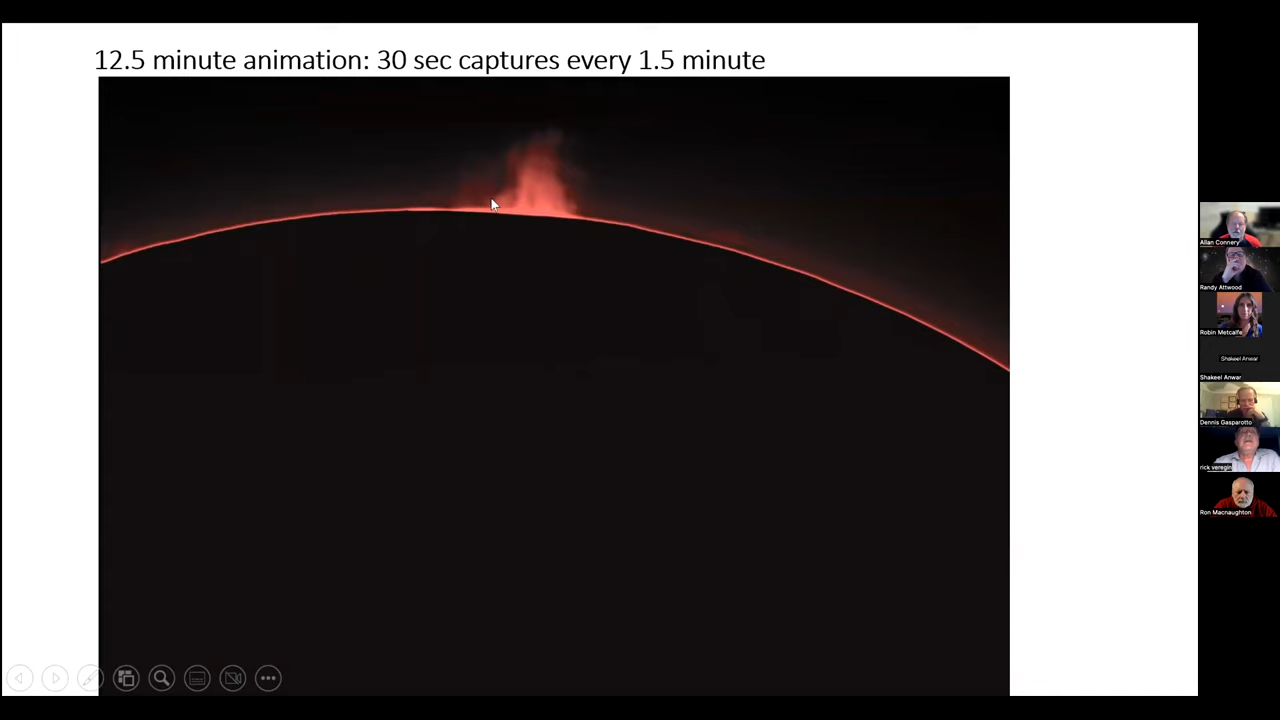 12.5 minute animation: 30 sec captures every 1.5 minute
Allan Connery
Randy Attwood
Robin Metcalfe
Shakeel Anwar
Shakeel Anwar
Dennis Gasparotto
rick veregin
Ron Macnaughton